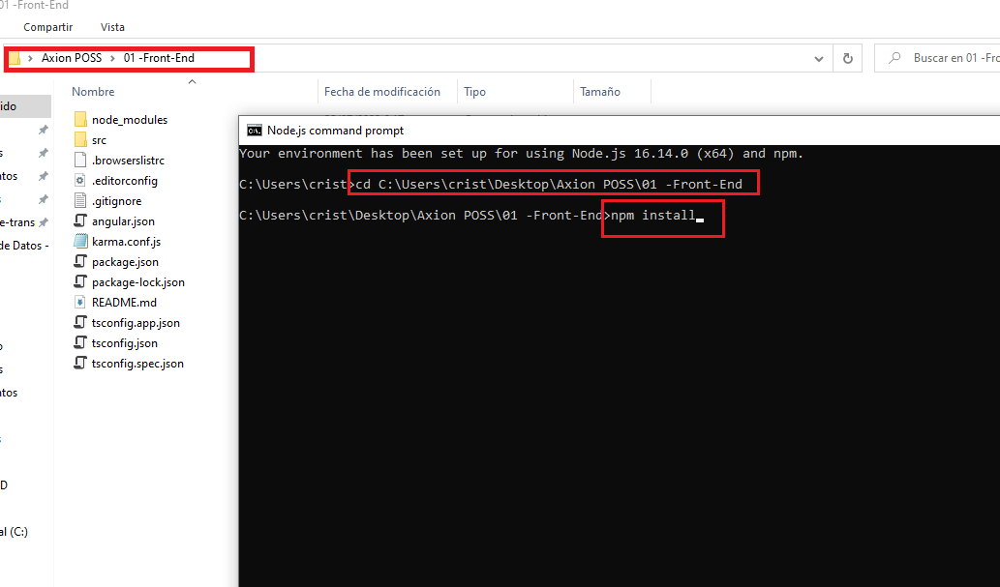 01 -Front-End
Compartir Vista
Axion POSS 01 -Front-End
Buscar en 01 -Fro
Nombre Fecha de modificación Tipo Tamaño
node_modules
src
.browserslistrc
.editorconfig
.gitignore
angular.json
karma.conf.js
package.json
package-lock.json
README.md
tsconfig.app.json
tsconfig.json
tsconfig.spec.json
ido
s
ntos
e-trans
de Datos -
o
s
ntos
s
D
al (C:)
C:\. Node.js command prompt
Your environment has been set up for using Node.js 16.14.0 (x64) and npm.
C:\Users\crist>cd C:\Users\crist\Desktop\Axion POSS\01 -Front-End
C:\Users\crist\Desktop\Axion POSS\01 -Front-End>npm install